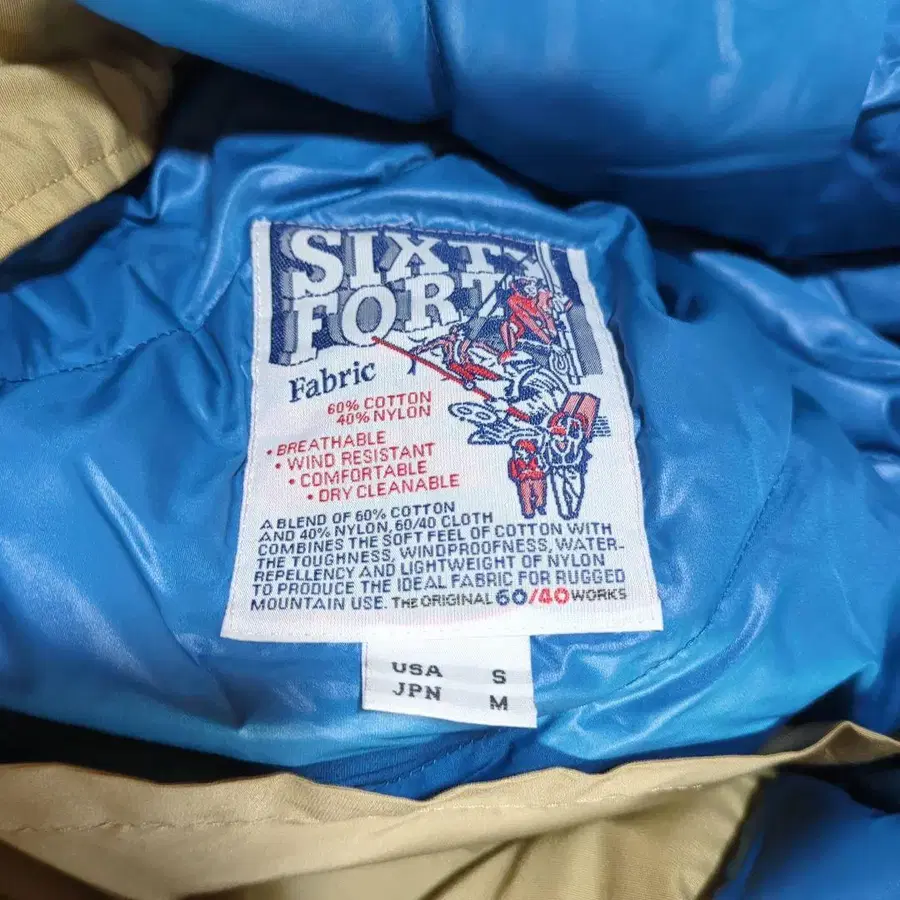 SIXTY
FORTY
Fabric
60% COTTON
40% NYLON
• BREATHABLE
• WIND RESISTANT
• COMFORTABLE
• DRY CLEANABLE
A BLEND OF 60% COTTON
AND 40% NYLON, 60/40 CLOTH
COMBINES THE SOFT FEEL OF COTTON WITH
THE TOUGHNESS, WINDPROOFNESS, WATER-
REPELLENCY AND LIGHTWEIGHT OF NYLON
TO PRODUCE THE IDEAL FABRIC FOR RUGGED
MOUNTAIN USE. THE ORIGINAL 60/40 WORKS
USA S
JPN M